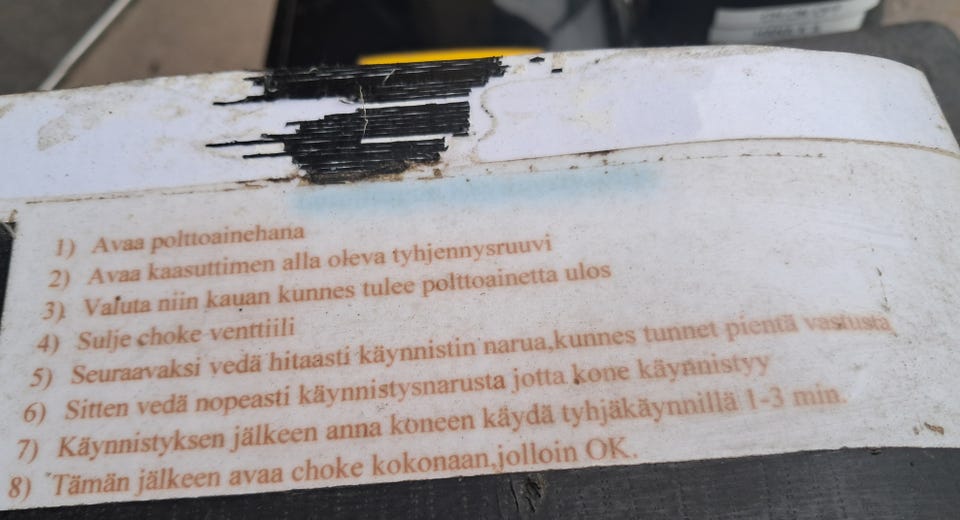 1) Avaa polttoainehana
2) Avaa kaasuttimen alla oleva tyhjennysruuvi
3) Valuta niin kauan kunnes tulee polttoainetta ulos
4) Sulje choke venttiili
5) Seuraavaksi vedä hitaasti käynnistin narua,kunnes tunnet pientä vastusta
6) Sitten vedä nopeasti käynnistysnarusta jotta kone käynnistyy
7) Käynnistyksen jälkeen anna koneen käydä tyhjäkäynnillä 1-3 min.
8) Tämän jälkeen avaa choke kokonaan,jolloin OK.